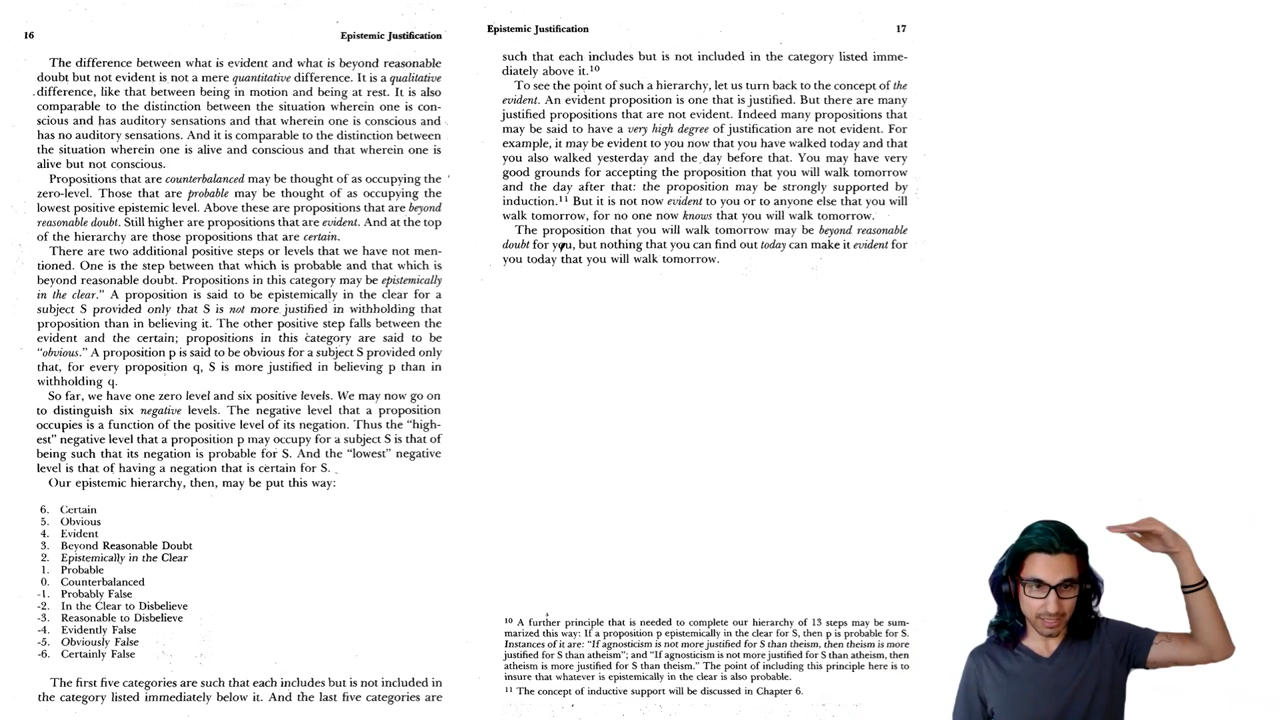 16
Epistemic Justification
The difference between what is evident and what is beyond reasonable
doubt but not evident is not a mere quantitative difference. It is a qualitative
difference, like that between being in motion and being at rest. It is also
comparable to the distinction between the situation wherein one is con-
scious and has auditory sensations and that wherein one is conscious and
has no auditory sensations. And it is comparable to the distinction between
the situation wherein one is alive and conscious and that wherein one is
alive but not conscious.
Propositions that are counterbalanced may be thought of as occupying the
zero-level. Those that are probable may be thought of as occupying the
lowest positive epistemic level. Above these are propositions that are beyond
reasonable doubt. Still higher are propositions that are evident. And at the top
of the hierarchy are those propositions that are certain.
There are two additional positive steps or levels that we have not men-
tioned. One is the step between that which is probable and that which is
beyond reasonable doubt. Propositions in this category may be epistemically
in the clear." A proposition is said to be epistemically in the clear for a
subject S provided only that S is not more justified in withholding that
proposition than in believing it. The other positive step falls between the
evident and the certain; propositions in this category are said to be
"obvious." A proposition p is said to be obvious for a subject S provided only
that, for every proposition q, S is more justified in believing p than in
withholding q.
So far, we have one zero level and six positive levels. We may now go on
to distinguish six negative levels. The negative level that a proposition
occupies is a function of the positive level of its negation. Thus the "high-
est" negative level that a proposition p may occupy for a subject S is that of
being such that its negation is probable for S. And the "lowest" negative
level is that of having a negation that is certain for S.
Our epistemic hierarchy, then, may be put this way:
6. Certain
5. Obvious
4. Evident
3. Beyond Reasonable Doubt
2. Epistemically in the Clear
1. Probable
0. Counterbalanced
-1. Probably False
-2. In the Clear to Disbelieve
-3. Reasonable to Disbelieve
-4. Evidently False
-5. Obviously False
-6. Certainly False
The first five categories are such that each includes but is not included in
the category listed immediately below it. And the last five categories are
Epistemic Justification
17
such that each includes but is not included in the category listed imme-
diately above it.10
To see the point of such a hierarchy, let us turn back to the concept of the
evident. An evident proposition is one that is justified. But there are many
justified propositions that are not evident. Indeed many propositions that
may be said to have a very high degree of justification are not evident. For
example, it may be evident to you now that you have walked today and that
you also walked yesterday and the day before that. You may have very
good grounds for accepting the proposition that you will walk tomorrow
and the day after that: the proposition may be strongly supported by
induction.11 But it is not now evident to you or to anyone else that you will
walk tomorrow, for no one now knows that you will walk tomorrow.
The proposition that you will walk tomorrow may be beyond reasonable
doubt for you, but nothing that you can find out today can make it evident for
you today that you will walk tomorrow.
10 A further principle that is needed to complete our hierarchy of 13 steps may be sum-
marized this way: If a proposition p epistemically in the clear for S, then p is probable for S.
Instances of it are: "If agnosticism is not more justified for S than theism, then theism is more
justified for S than atheism"; and "If agnosticism is not more justified for S than atheism, then
atheism is more justified for S than theism." The point of including this principle here is to
insure that whatever is epistemically in the clear is also probable.
11 The concept of inductive support will be discussed in Chapter 6.